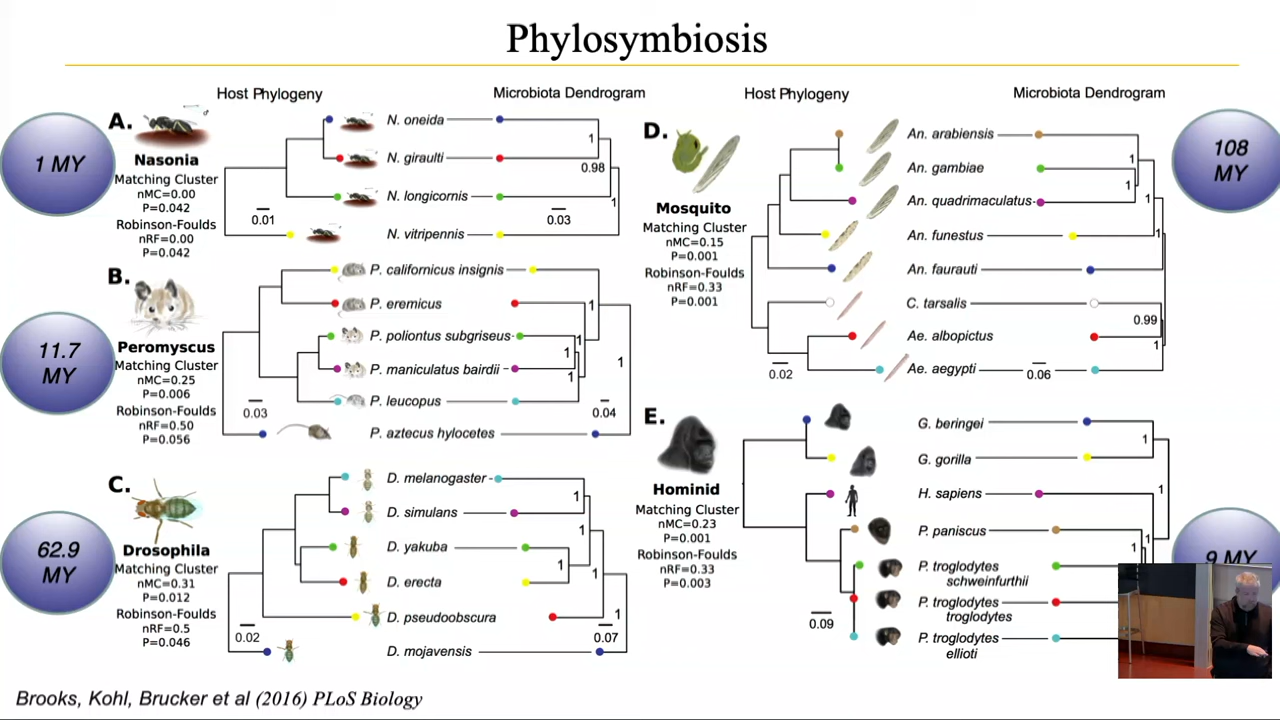 Phylosymbiosis
Host Phylogeny
Microbiota Dendrogram
1 MY
A.
Nasonia
Matching Cluster
nMC=0.00
P=0.042
Robinson-Foulds
nRF=0.00
P=0.042
0.01
N. oneida
N. giraulti
N. longicornis
N. vitripennis
1
0.98
1
0.03
11.7
MY
B.
Peromyscus
Matching Cluster
nMC=0.25
P=0.006
Robinson-Foulds
nRF=0.50
P=0.056
0.03
P. californicus insignis
P. eremicus
P. poliontus subgriseus
P. maniculatus bairdii
P. leucopus
P. aztecus hylocetes
1
1
1
1
1
0.04
62.9
MY
C.
Drosophila
Matching Cluster
nMC=0.31
P=0.012
Robinson-Foulds
nRF=0.5
P=0.046
0.02
D. melanogaster
D. simulans
D. yakuba
D. erecta
D. pseudoobscura
D. mojavensis
1
1
1
1
1
0.07
Host Phylogeny
Microbiota Dendrogram
108
MY
D.
Mosquito
Matching Cluster
nMC=0.15
P=0.001
Robinson-Foulds
nRF=0.33
P=0.001
0.02
An. arabiensis
An. gambiae
An. quadrimaculatus
An. funestus
An. farauti
C. tarsalis
Ae. albopictus
Ae. aegypti
1
1
1
1
0.99
1
0.06
9 MY
E.
Hominid
Matching Cluster
nMC=0.23
P=0.001
Robinson-Foulds
nRF=0.33
P=0.003
0.09
G. beringei
G. gorilla
H. sapiens
P. paniscus
P. troglodytes
schweinfurthii
P. troglodytes
troglodytes
P. troglodytes
ellioti
1
1
1
1
Brooks, Kohl, Brucker et al (2016) PLoS Biology